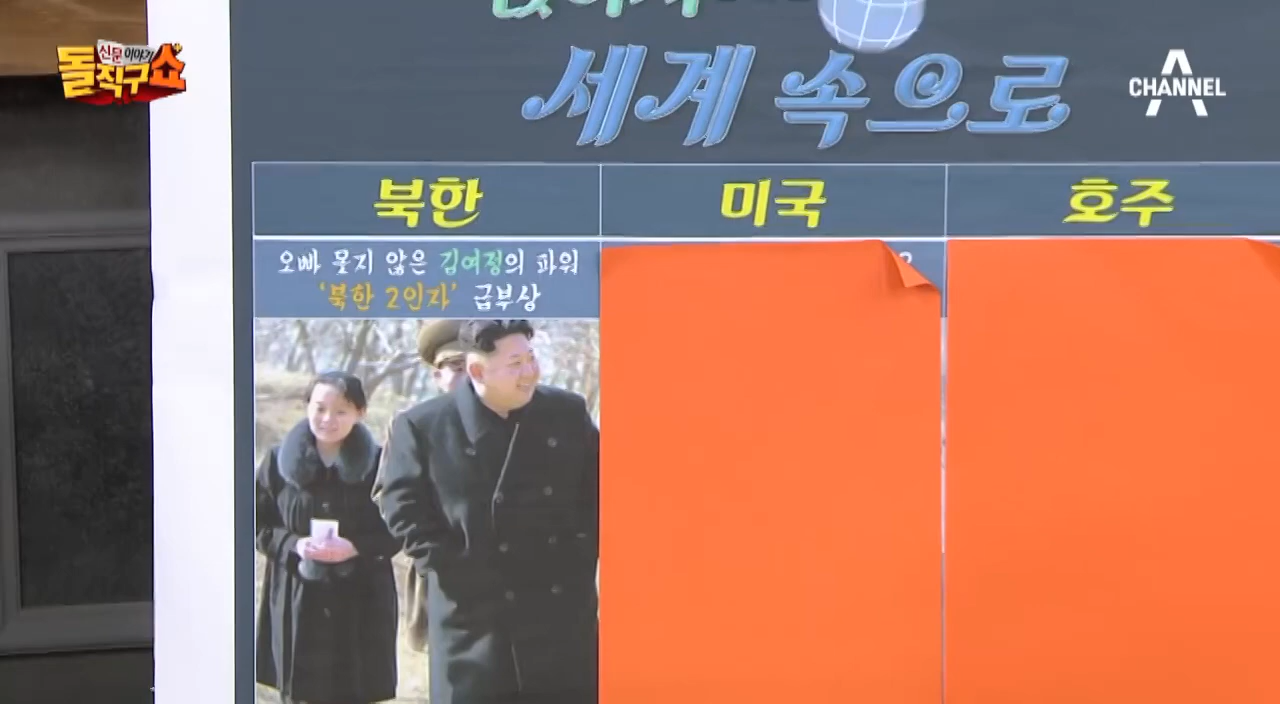 돌직구쇼
신문이야기
CHANNEL A
세계 속으로
북한
미국
호주
오빠 못지 않은 김여정의 파워
‘북한 2인자’ 급부상
?